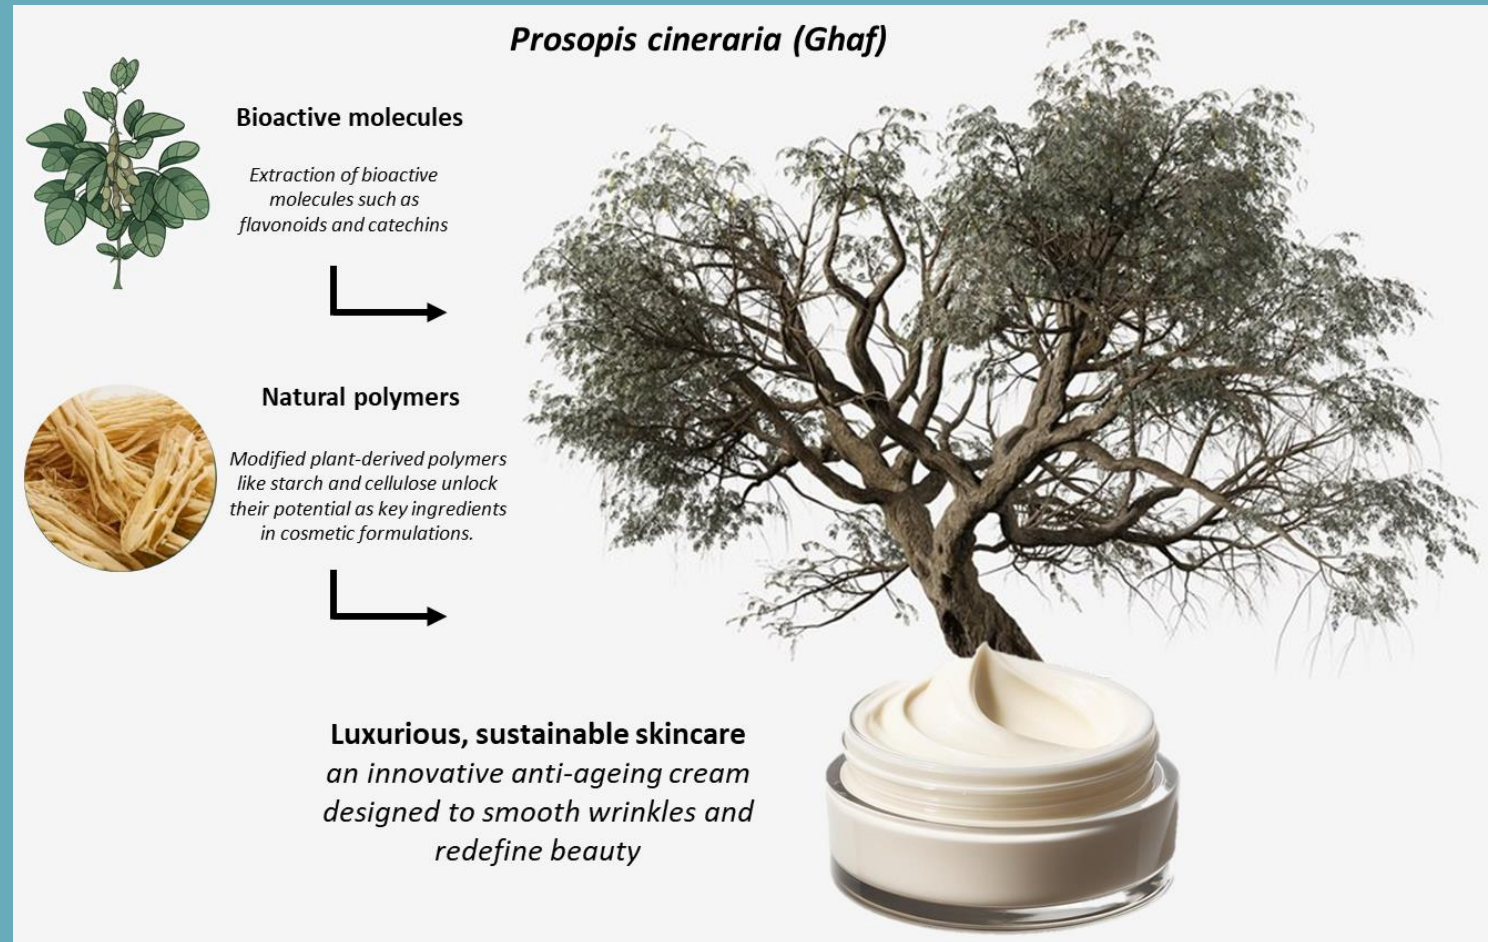 Prosopis cineraria (Ghaf)
Bioactive molecules
Extraction of bioactive
molecules such as
flavonoids and catechins
Natural polymers
Modified plant-derived polymers
like starch and cellulose unlock
their potential as key ingredients
in cosmetic formulations.
Luxurious, sustainable skincare
an innovative anti-ageing cream
designed to smooth wrinkles and
redefine beauty